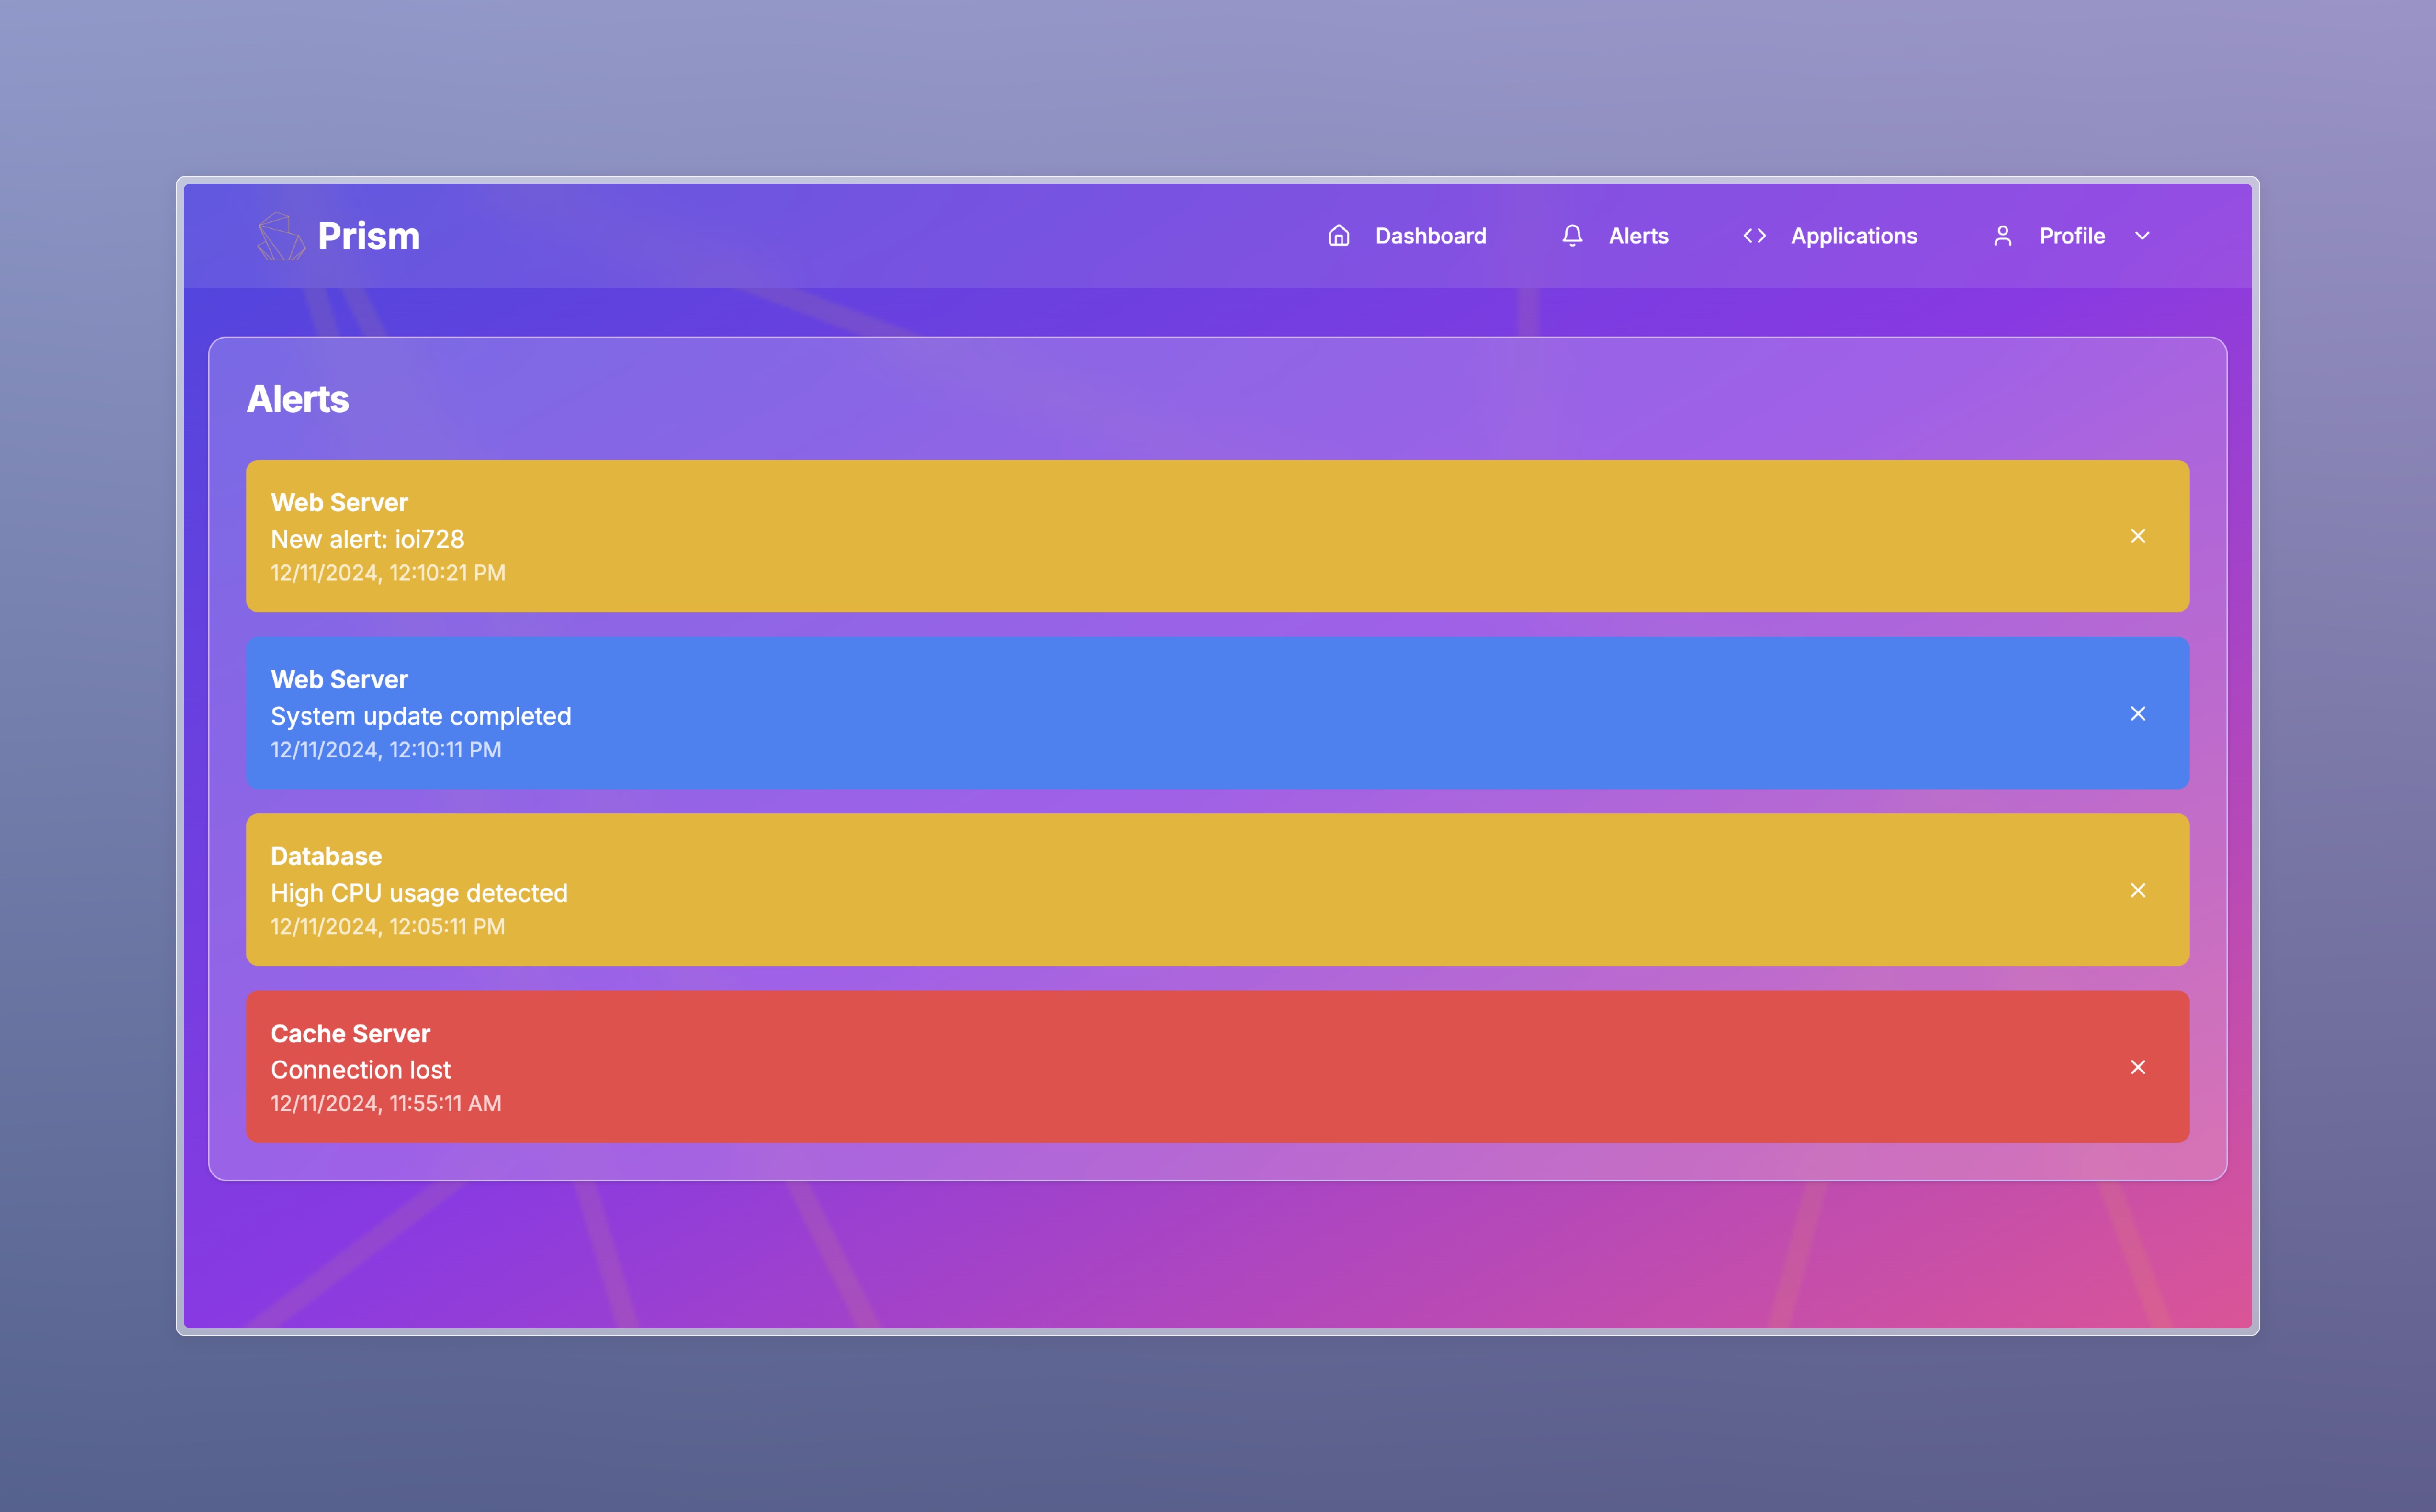 Prism
Dashboard
Alerts
Applications
Profile
Alerts
Web Server
New alert: ioi728
12/11/2024, 12:10:21 PM
Web Server
System update completed
12/11/2024, 12:10:11 PM
Database
High CPU usage detected
12/11/2024, 12:05:11 PM
Cache Server
Connection lost
12/11/2024, 11:55:11 AM